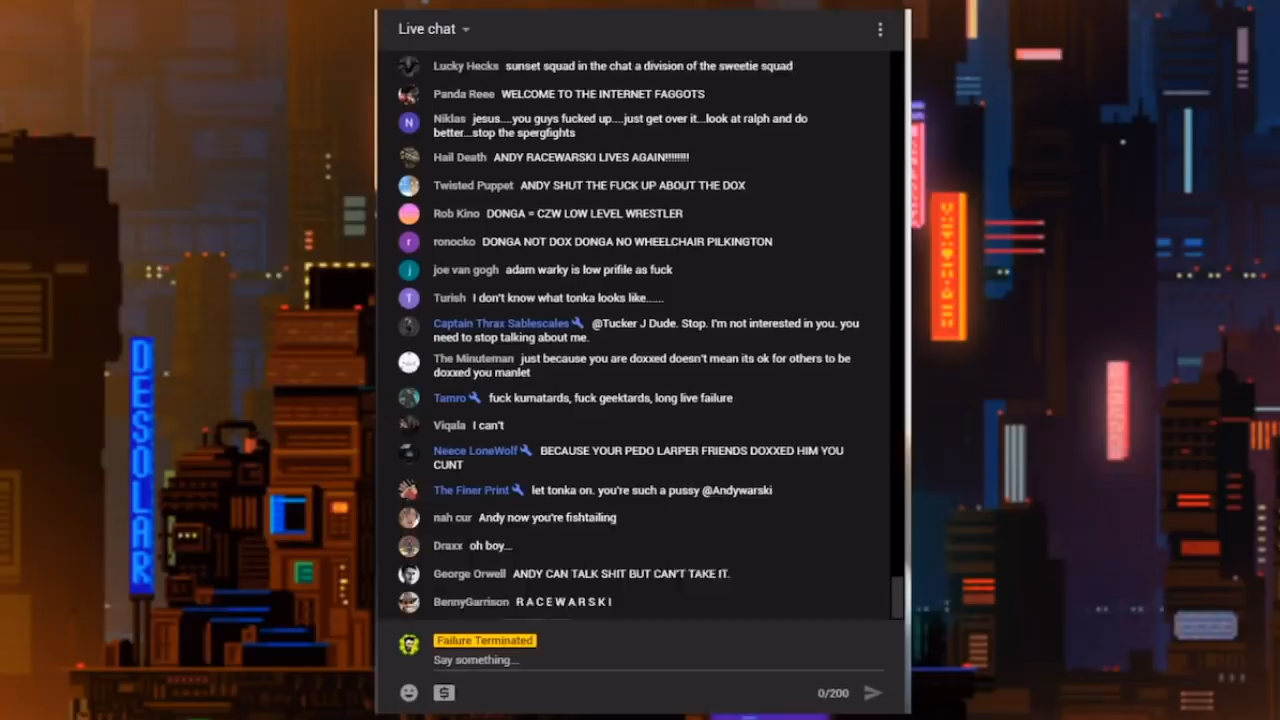 Live chat
Lucky Hecks sunset squad in the chat a division of the sweetie squad
Panda Reee WELCOME TO THE INTERNET FAGGOTS
Niklas jesus....you guys fucked up....just get over it...look at ralph and do
better...stop the spergfights
Hail Death ANDY RACEWARSKI LIVES AGAIN!!!!!!!!!
Twisted Puppet ANDY SHUT THE FUCK UP ABOUT THE DOX
Rob Kino DONGA = CZW LOW LEVEL WRESTLER
ronocko DONGA NOT DOX DONGA NO WHEELCHAIR PILKINGTON
joe van gogh adam warky is low prifile as fuck
Turish I don't know what tonka looks like......
Captain Thrax Sablescales @Tucker J Dude. Stop. I'm not interested in you. you
need to stop talking about me.
The Minuteman just because you are doxxed doesn't mean its ok for others to be
doxxed you manlet
Tamro fuck kumatards, fuck geektards, long live failure
Viqala I can't
Neece LoneWolf BECAUSE YOUR PEDO LARPER FRIENDS DOXXED HIM YOU
CUNT
The Finer Print let tonka on. you're such a pussy @Andywarski
nah cur Andy now you're fishtailing
Draxx oh boy...
George Orwell ANDY CAN TALK SHIT BUT CAN'T TAKE IT.
BennyGarrison R A C E W A R S K I
Failure Terminated
Say something...
0/200
DESOLAR